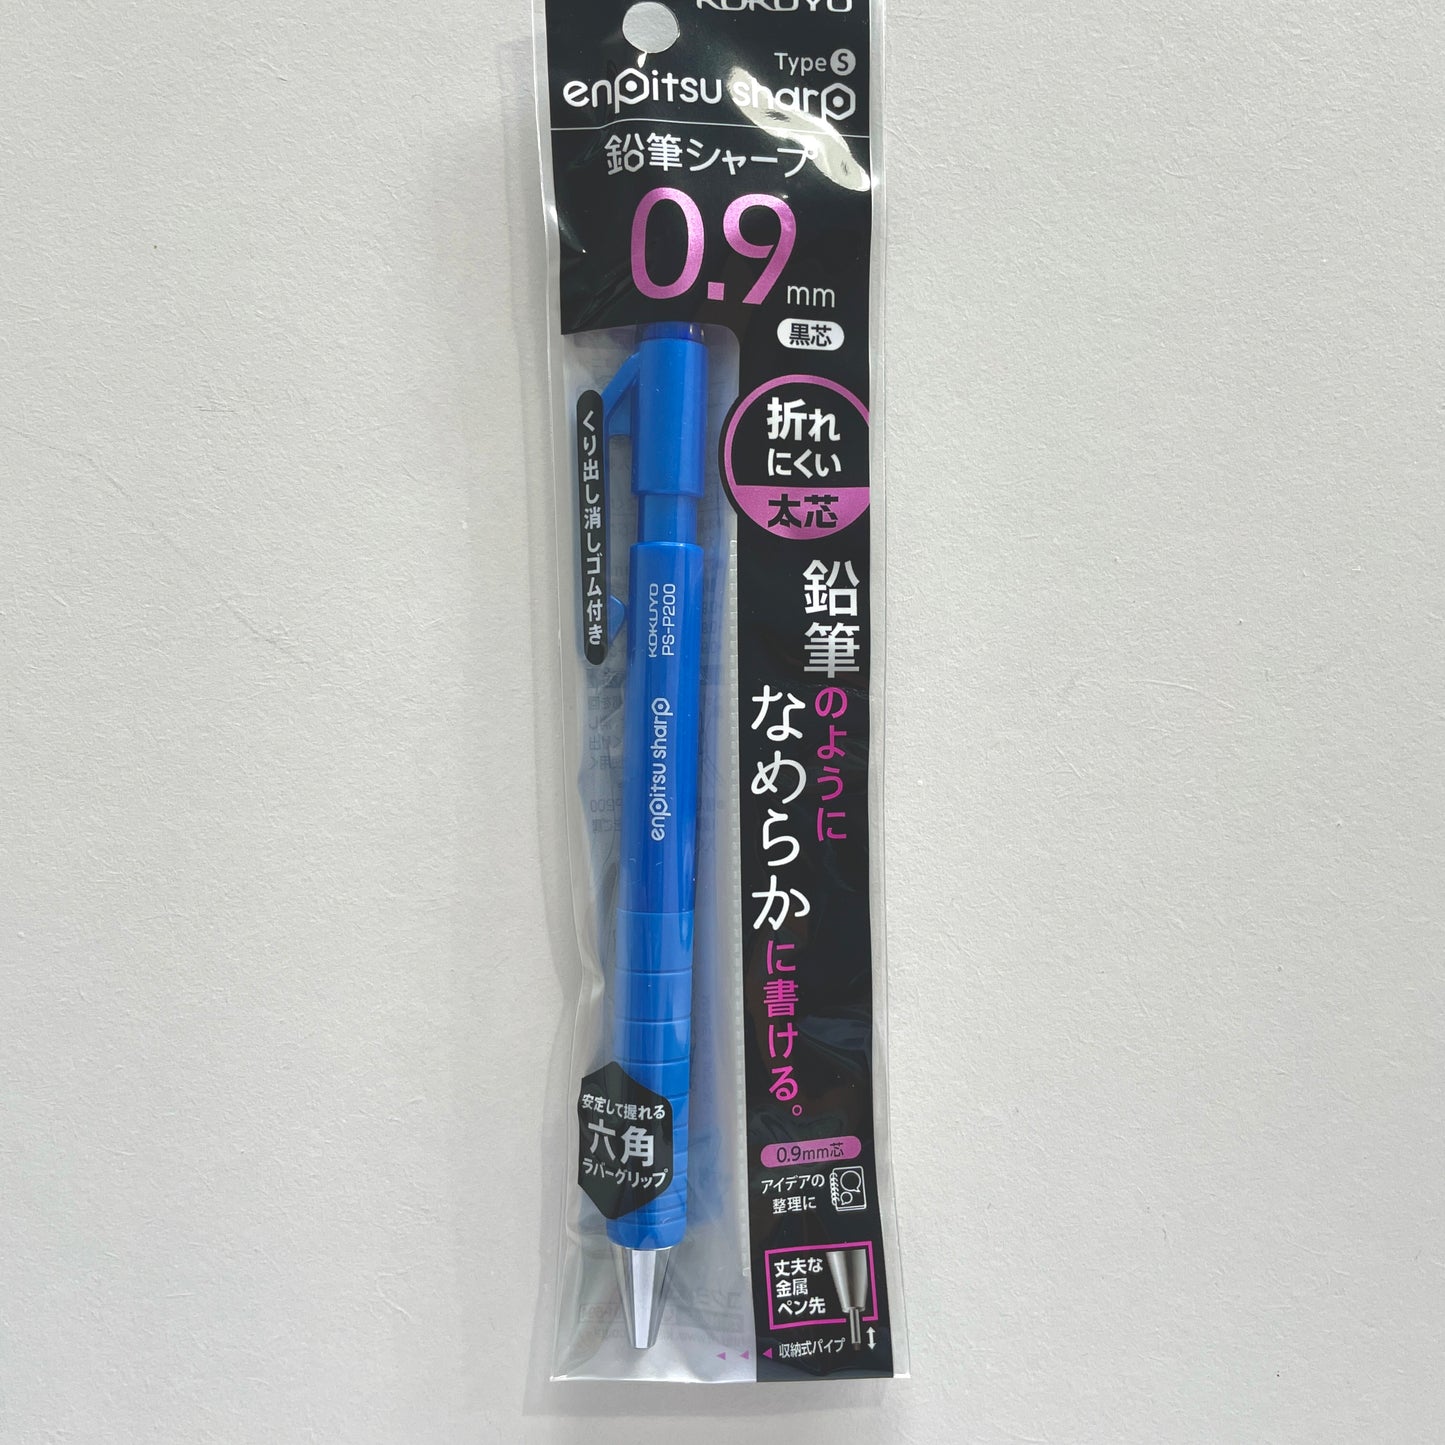 KOKUYO
Type S
enpitsu sharp
鉛筆シャープ
0.9mm
黒芯
折れ
にくい
太芯
くり出し消しゴム付き
KOKUYO
PS-P200
enpitsu sharp
鉛筆のように
なめらかに書ける。
安定して握れる
六角
ラバーグリップ
0.9mm芯
アイデアの
整理に
丈夫な
金属
ペン先
収納式パイプ